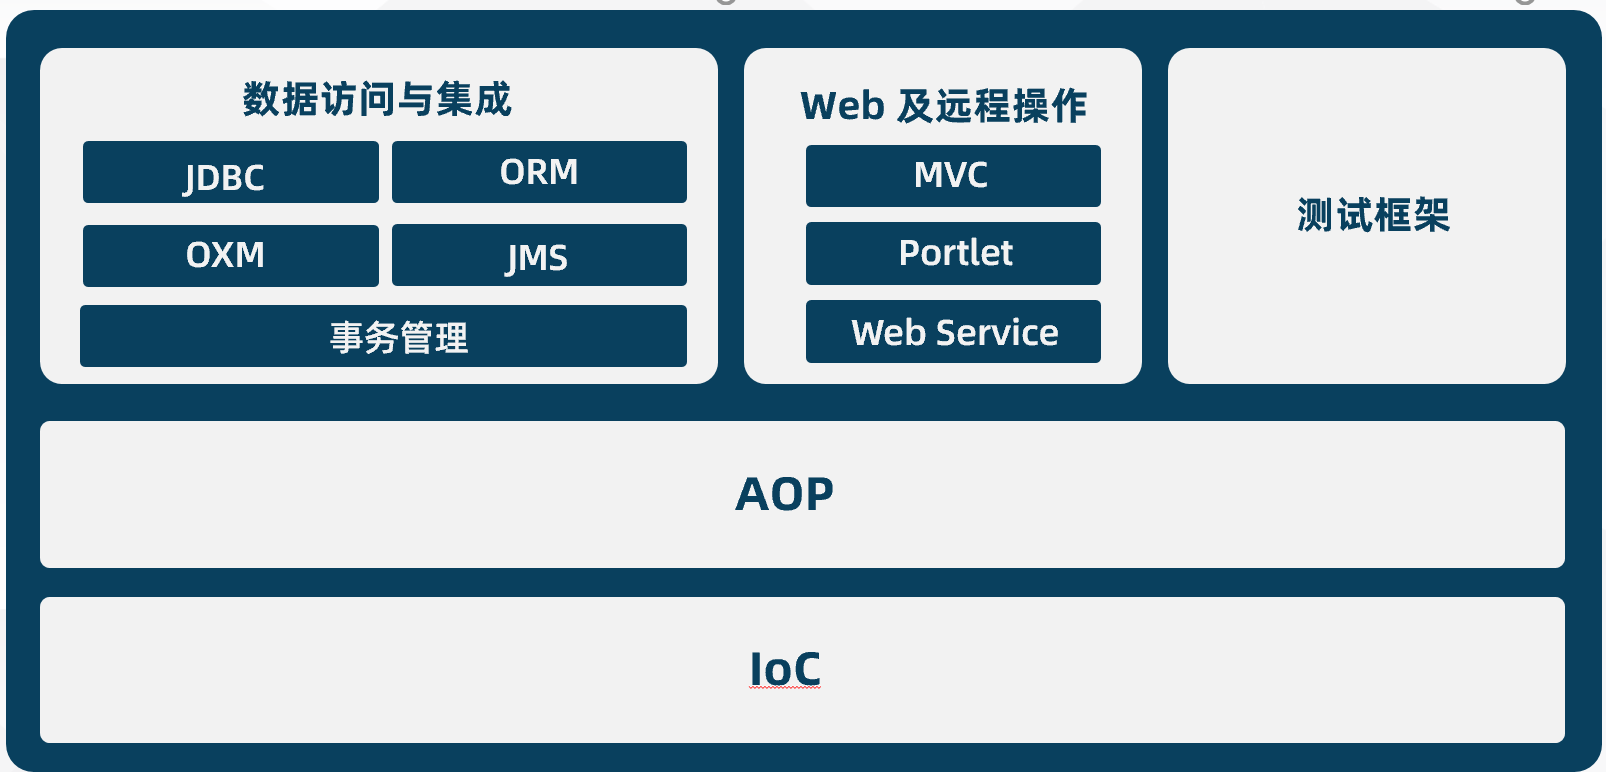 数据访问与集成
JDBC
ORM
OXM
JMS
事务管理
Web 及远程操作
MVC
Portlet
Web Service
测试框架
AOP
IoC